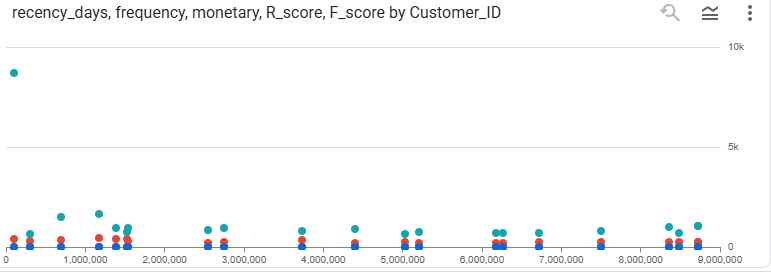 recency_days, frequency, monetary, R_score, F_score by Customer_ID
10k
5k
0
0 1,000,000 2,000,000 3,000,000 4,000,000 5,000,000 6,000,000 7,000,000 8,000,000 9,000,000